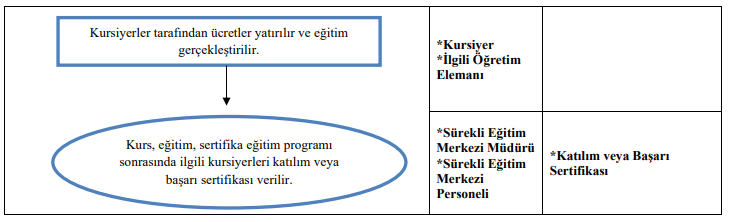 Kursiyerler tarafından ücretler yatırılır ve eğitim
gerçekleştirilir.
*Kursiyer
*İlgili Öğretim
Elemanı
Kurs, eğitim, sertifika eğitim programı
sonrasında ilgili kursiyerleri katılım veya
başarı sertifikası verilir.
*Sürekli Eğitim
Merkezi Müdürü
*Sürekli Eğitim
Merkezi
Personeli
*Katılım veya Başarı
Sertifikası